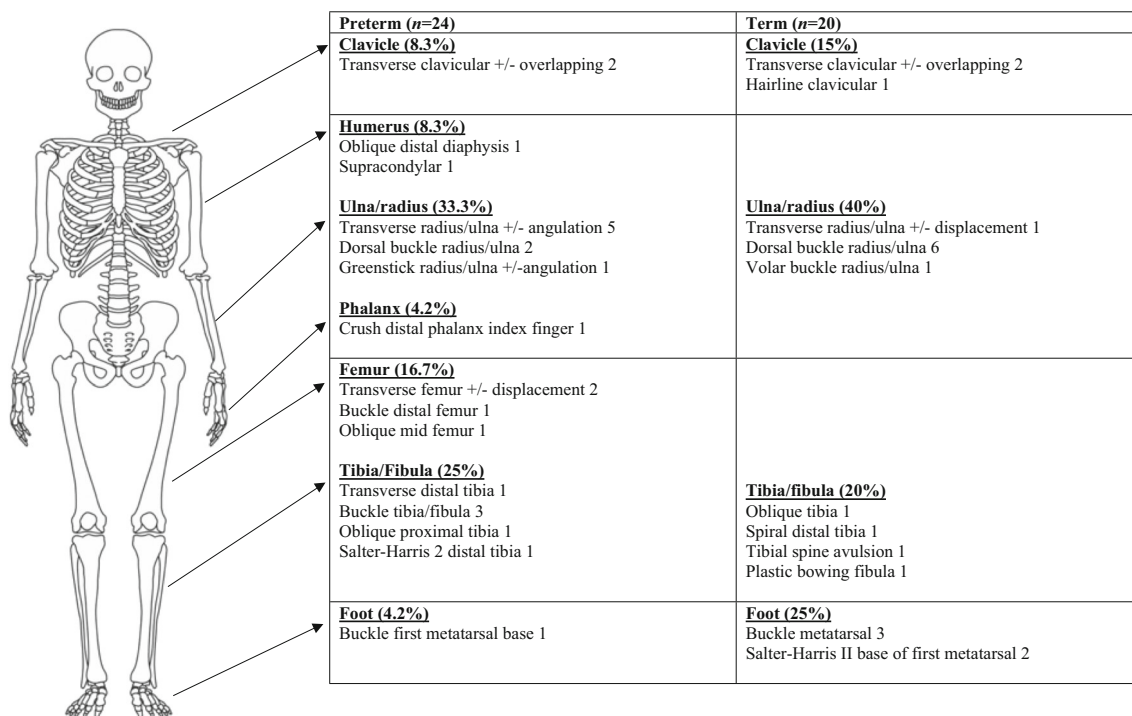 Preterm (n=24)
Term (n=20)
Clavicle (8.3%)
Transverse clavicular +/- overlapping 2
Clavicle (15%)
Transverse clavicular +/- overlapping 2
Hairline clavicular 1
Humerus (8.3%)
Oblique distal diaphysis 1
Supracondylar 1
Ulna/radius (33.3%)
Transverse radius/ulna +/- angulation 5
Dorsal buckle radius/ulna 2
Greenstick radius/ulna +/-angulation 1
Phalanx (4.2%)
Crush distal phalanx index finger 1
Ulna/radius (40%)
Transverse radius/ulna +/- displacement 1
Dorsal buckle radius/ulna 6
Volar buckle radius/ulna 1
Femur (16.7%)
Transverse femur +/- displacement 2
Buckle distal femur 1
Oblique mid femur 1
Tibia/Fibula (25%)
Transverse distal tibia 1
Buckle tibia/fibula 3
Oblique proximal tibia 1
Salter-Harris 2 distal tibia 1
Tibia/fibula (20%)
Oblique tibia 1
Spiral distal tibia 1
Tibial spine avulsion 1
Plastic bowing fibula 1
Foot (4.2%)
Buckle first metatarsal base 1
Foot (25%)
Buckle metatarsal 3
Salter-Harris II base of first metatarsal 2